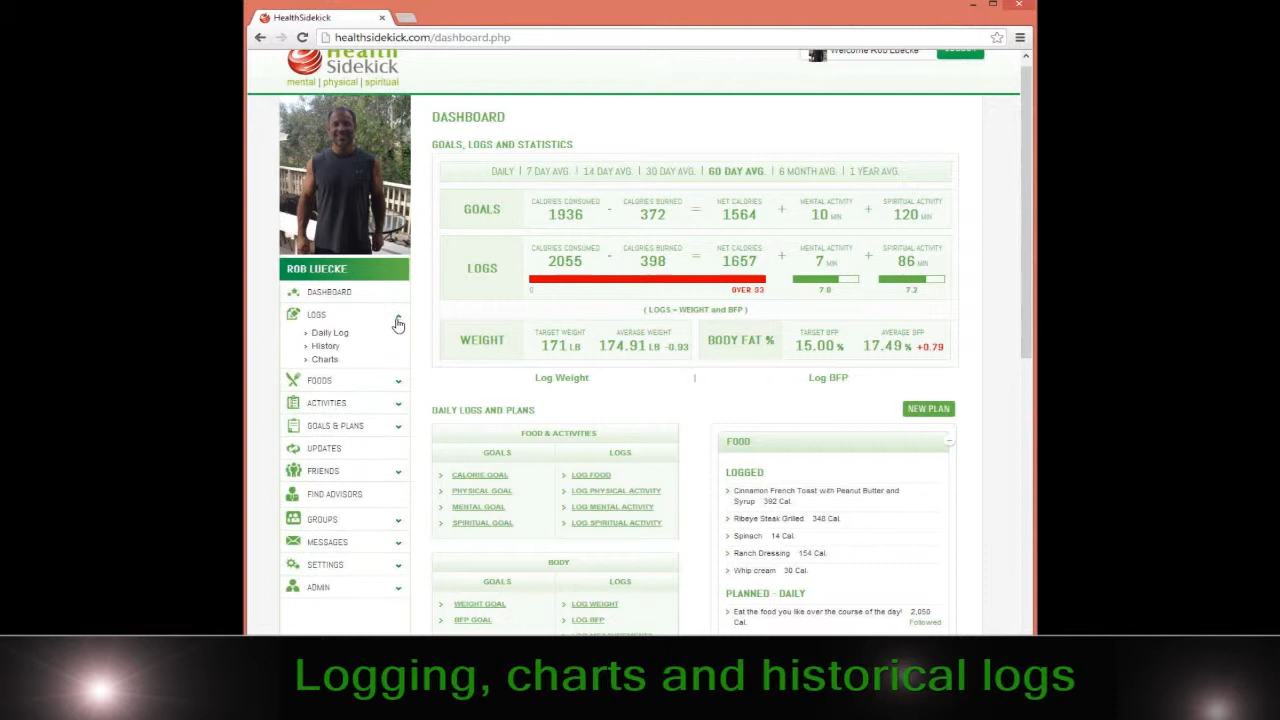 HealthSidekick
healthsidekick.com/dashboard.php
Health
Sidekick
mental | physical | spiritual
Welcome Rob Luecke
DASHBOARD
GOALS, LOGS AND STATISTICS
DAILY | 7 DAY AVG. | 14 DAY AVG. | 30 DAY AVG. | 60 DAY AVG. | 6 MONTH AVG. | 1 YEAR AVG.
GOALS
CALORIES CONSUMED CALORIES BURNED NET CALORIES MENTAL ACTIVITY SPIRITUAL ACTIVITY
1936 - 372 = 1564 + 10 MIN + 120 MIN
LOGS
CALORIES CONSUMED CALORIES BURNED NET CALORIES MENTAL ACTIVITY SPIRITUAL ACTIVITY
2055 - 398 = 1657 + 7 MIN + 86 MIN
0 OVER 93 7.0 7.2
( LOGS - WEIGHT and BFP )
WEIGHT
TARGET WEIGHT AVERAGE WEIGHT
171 LB 174.91 LB -0.93
BODY FAT %
TARGET BFP AVERAGE BFP
15.00 % 17.49 % +0.79
Log Weight | Log BFP
ROB LUECKE
DASHBOARD
LOGS
Daily Log
History
Charts
FOODS
ACTIVITIES
GOALS & PLANS
UPDATES
FRIENDS
FIND ADVISORS
GROUPS
MESSAGES
SETTINGS
ADMIN
DAILY LOGS AND PLANS
NEW PLAN
FOOD & ACTIVITIES
GOALS LOGS
CALORIE GOAL LOG FOOD
PHYSICAL GOAL LOG PHYSICAL ACTIVITY
MENTAL GOAL LOG MENTAL ACTIVITY
SPIRITUAL GOAL LOG SPIRITUAL ACTIVITY
BODY
GOALS LOGS
WEIGHT GOAL LOG WEIGHT
BFP GOAL LOG BFP
FOOD
LOGGED
Cinnamon French Toast with Peanut Butter and
Syrup 392 Cal.
Ribeye Steak Grilled 348 Cal.
Spinach 14 Cal.
Ranch Dressing 154 Cal.
Whip cream 30 Cal.
PLANNED - DAILY
Eat the food you like over the course of the day! 2,050
Cal. Followed
Logging, charts and historical logs